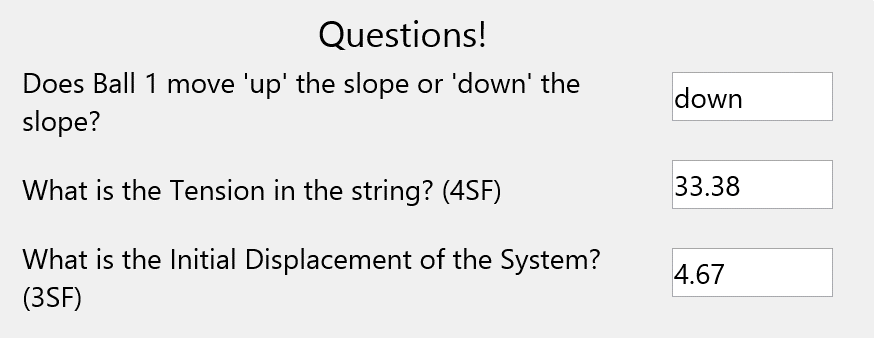 Questions!
Does Ball 1 move 'up' the slope or 'down' the
slope?
down
What is the Tension in the string? (4SF)
33.38
What is the Initial Displacement of the System?
(3SF)
4.67